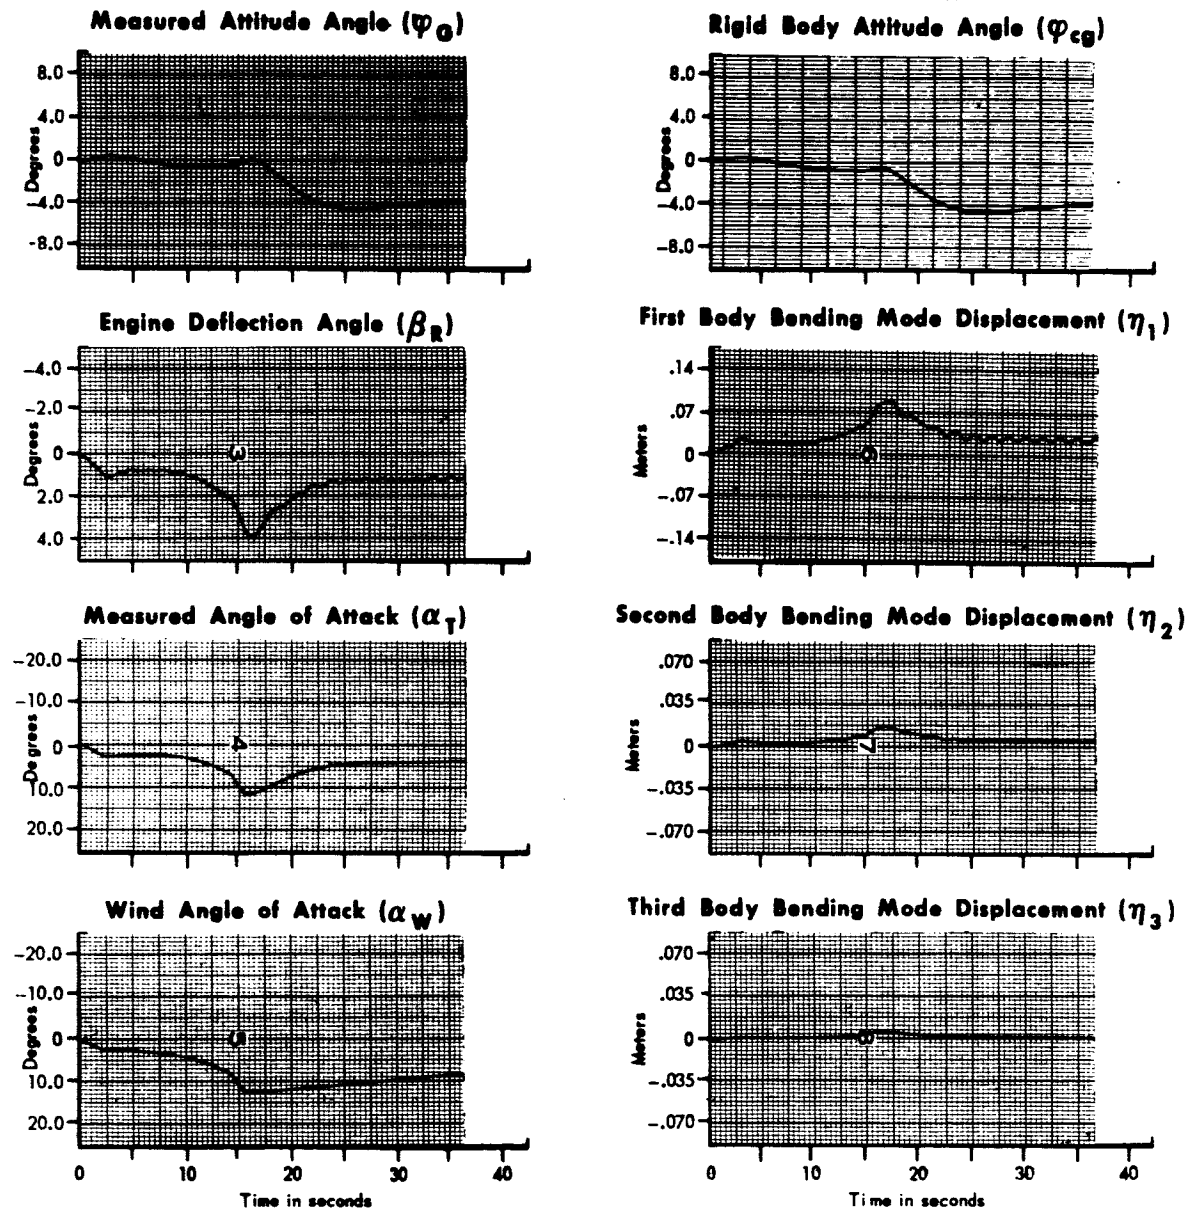 Measured Attitude Angle (φG)
8.0
4.0
0
-4.0
-8.0
Degrees
Rigid Body Attitude Angle (φcg)
8.0
4.0
0
-4.0
-8.0
Degrees
Engine Deflection Angle (βR)
-4.0
-2.0
0
2.0
4.0
Degrees
3
First Body Bending Mode Displacement (η1)
.14
.07
0
-.07
-.14
Meters
6
Measured Angle of Attack (αT)
-20.0
-10.0
0
10.0
20.0
Degrees
4
Second Body Bending Mode Displacement (η2)
.070
.035
0
-.035
-.070
Meters
7
Wind Angle of Attack (αW)
-20.0
-10.0
0
10.0
20.0
Degrees
5
0 10 20 30 40
Time in seconds
Third Body Bending Mode Displacement (η3)
.070
.035
0
-.035
-.070
Meters
8
0 10 20 30 40
Time in seconds